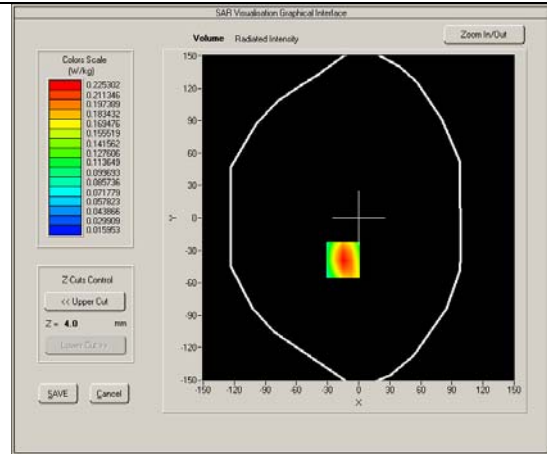 SAR Visualisation Graphical Interface
Volume Radiated Intensity
Zoom In/Out
Colors Scale
(W/kg)
0.225302
0.211346
0.197389
0.183432
0.169476
0.155519
0.141562
0.127606
0.113649
0.099693
0.085736
0.071779
0.057823
0.043866
0.029909
0.015953
Z Cuts Control
<< Upper Cut
Z = 4.0 mm
Lower Cut >>
SAVE
Cancel
150
120
90
60
30
0
-30
-60
-90
-120
-150
Y
-150 -120 -90 -60 -30 0 30 60 90 120 150
X